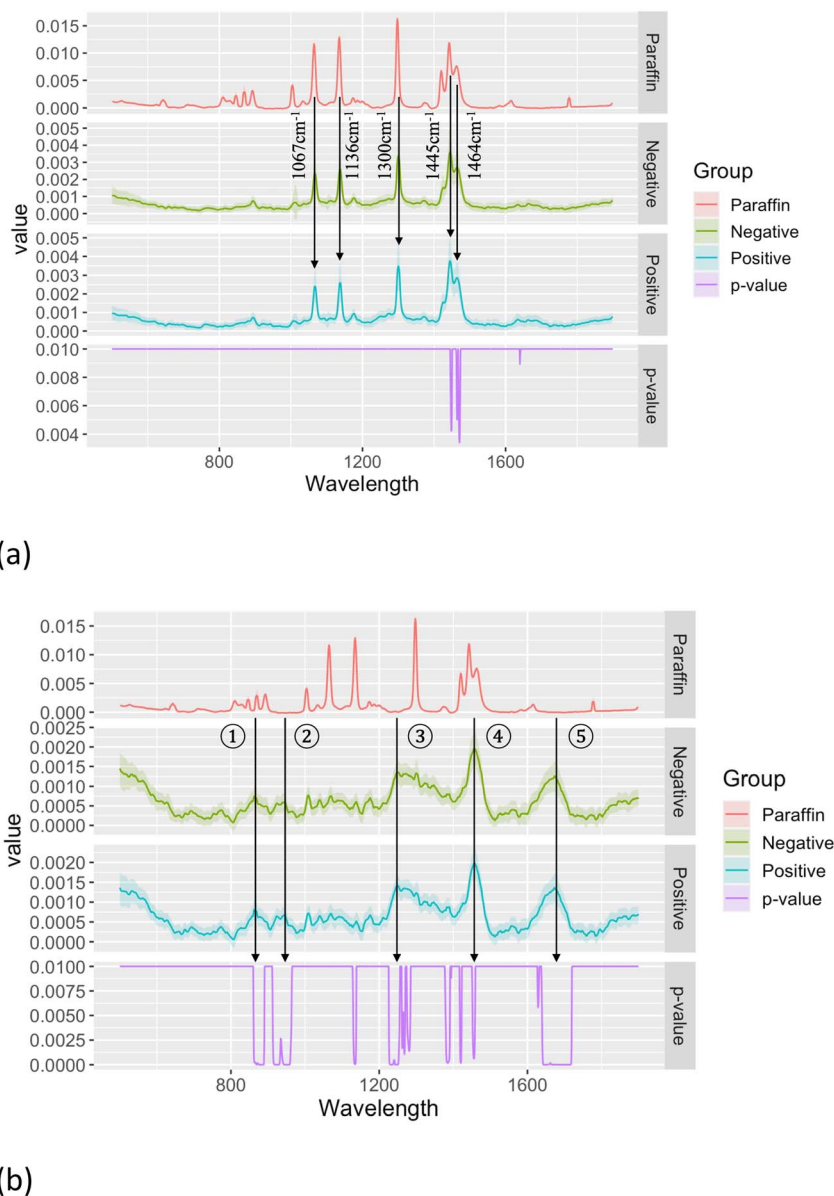 0.015
0.010
0.005
0.000
Paraffin
0.005
0.004
0.003
0.002
0.001
0.000
1067cm-1
1136cm-1
1300cm-1
1445cm-1
1464cm-1
Negative
0.005
0.004
0.003
0.002
0.001
0.000
Positive
0.010
0.008
0.006
0.004
p-value
value
800
1200
1600
Wavelength
Group
Paraffin
Negative
Positive
p-value
(a)
0.015
0.010
0.005
0.000
Paraffin
0.0025
0.0020
0.0015
0.0010
0.0005
0.0000
① ② ③ ④ ⑤
Negative
0.0020
0.0015
0.0010
0.0005
0.0000
Positive
0.0100
0.0075
0.0050
0.0025
0.0000
p-value
value
800
1200
1600
Wavelength
Group
Paraffin
Negative
Positive
p-value
(b)